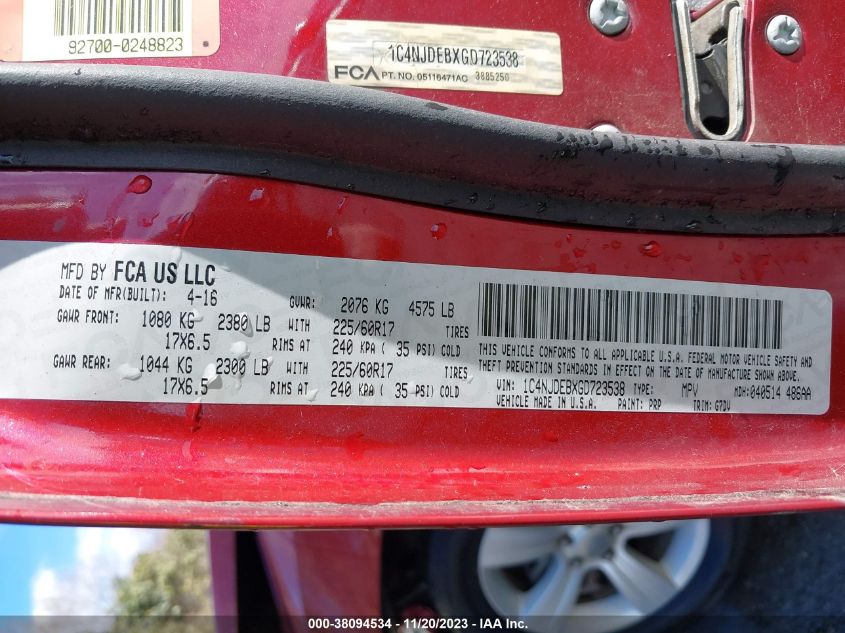 92700-0248823
1C4NJDEBXGD723538
FCA PT. NO. 05116471AC 3885250
MFD BY FCA US LLC
DATE OF MFR(BUILT): 4-16 GVWR: 2076 KG 4575 LB
GAWR FRONT: 1080 KG 2380 LB WITH 225/60R17 TIRES
17X6.5 RIMS AT 240 KPA ( 35 PSI) COLD
GAWR REAR: 1044 KG 2300 LB WITH 225/60R17 TIRES
17X6.5 RIMS AT 240 KPA ( 35 PSI) COLD
THIS VEHICLE CONFORMS TO ALL APPLICABLE U.S.A. FEDERAL MOTOR VEHICLE SAFETY AND
THEFT PREVENTION STANDARDS IN EFFECT ON THE DATE OF MANUFACTURE SHOWN ABOVE.
VIN: 1C4NJDEBXGD723538 TYPE: MPV MDH:040514 486AA
VEHICLE MADE IN U.S.A. PAINT: PRP TRIM: G7DV
000-38094534 - 11/20/2023 - IAA Inc.